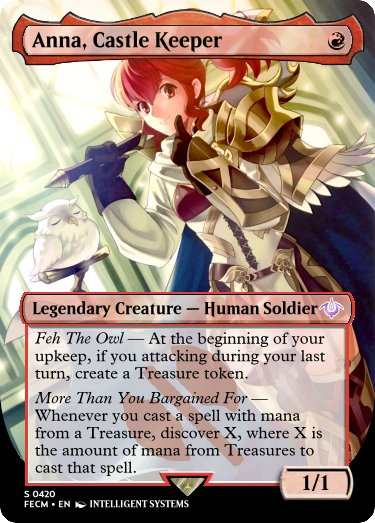 Anna, Castle Keeper
Legendary Creature — Human Soldier
Feh The Owl — At the beginning of your
upkeep, if you attacking during your last
turn, create a Treasure token.
More Than You Bargained For —
Whenever you cast a spell with mana
from a Treasure, discover X, where X is
the amount of mana from Treasures to
cast that spell.
1/1
S 0420
FECM • EN INTELLIGENT SYSTEMS